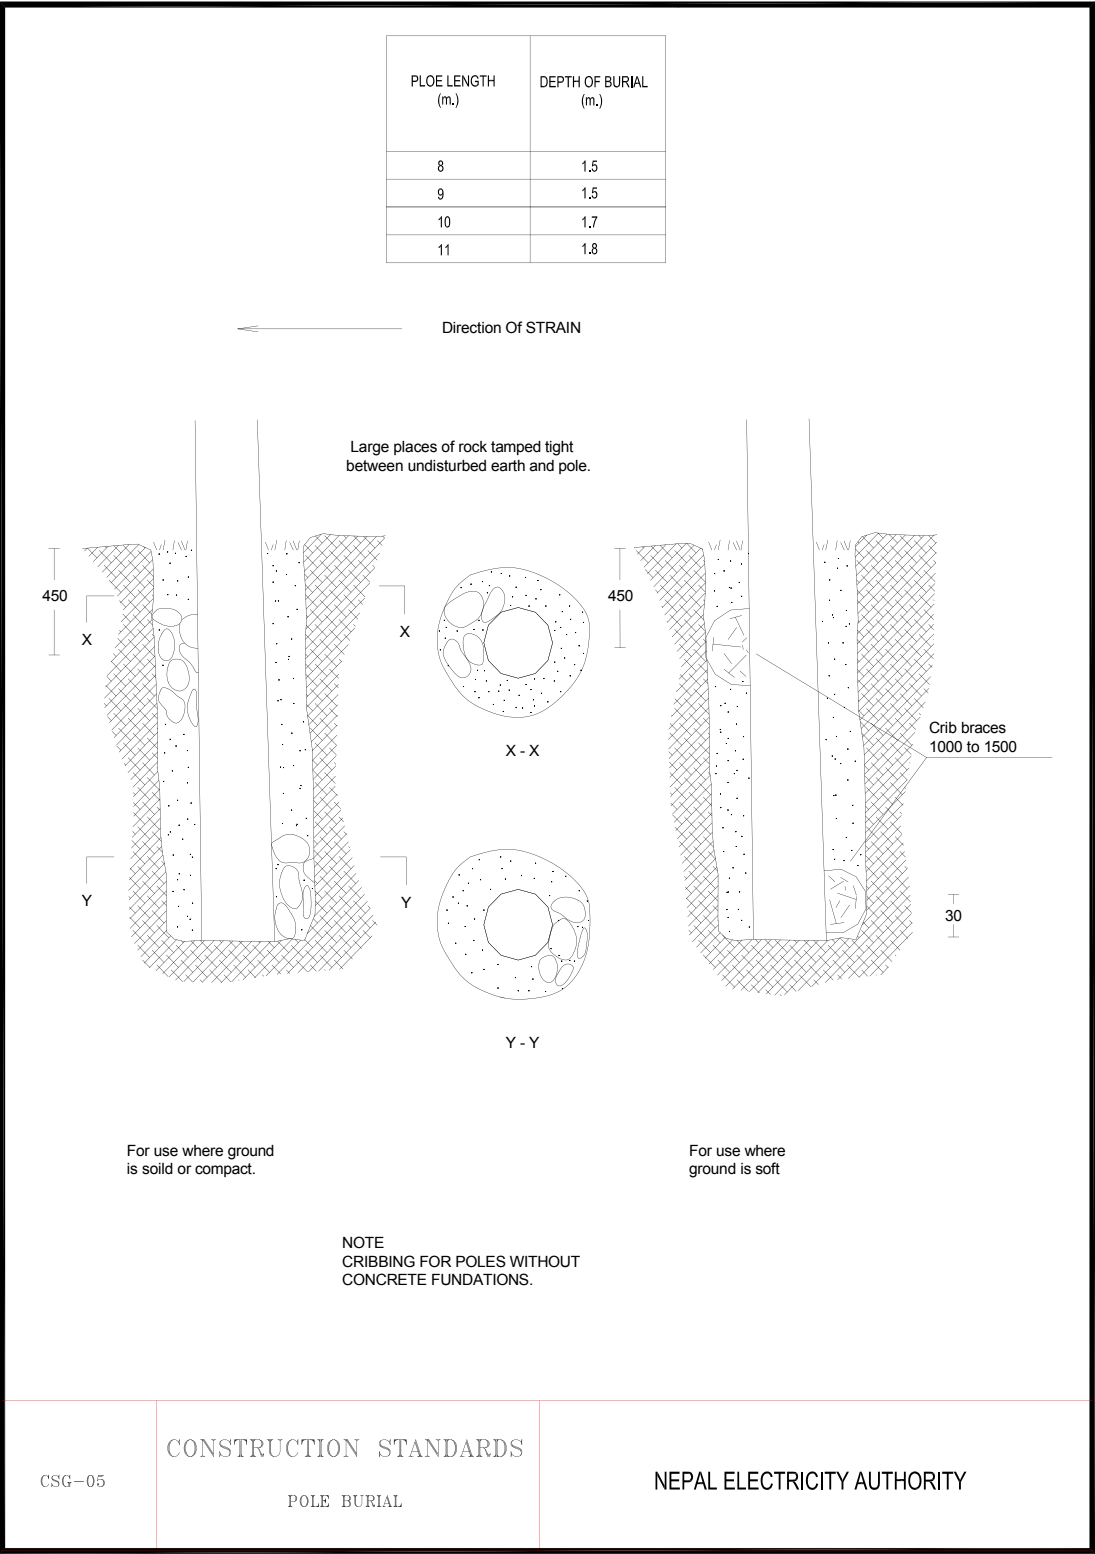 PLOE LENGTH
(m.)
DEPTH OF BURIAL
(m.)
8 1.5
9 1.5
10 1.7
11 1.8
Direction Of STRAIN
Large places of rock tamped tight
between undisturbed earth and pole.
450
X
X
450
X - X
Crib braces
1000 to 1500
Y
Y
30
Y - Y
For use where ground
is soild or compact.
For use where
ground is soft
NOTE
CRIBBING FOR POLES WITHOUT
CONCRETE FUNDATIONS.
CSG-05
CONSTRUCTION STANDARDS
POLE BURIAL
NEPAL ELECTRICITY AUTHORITY